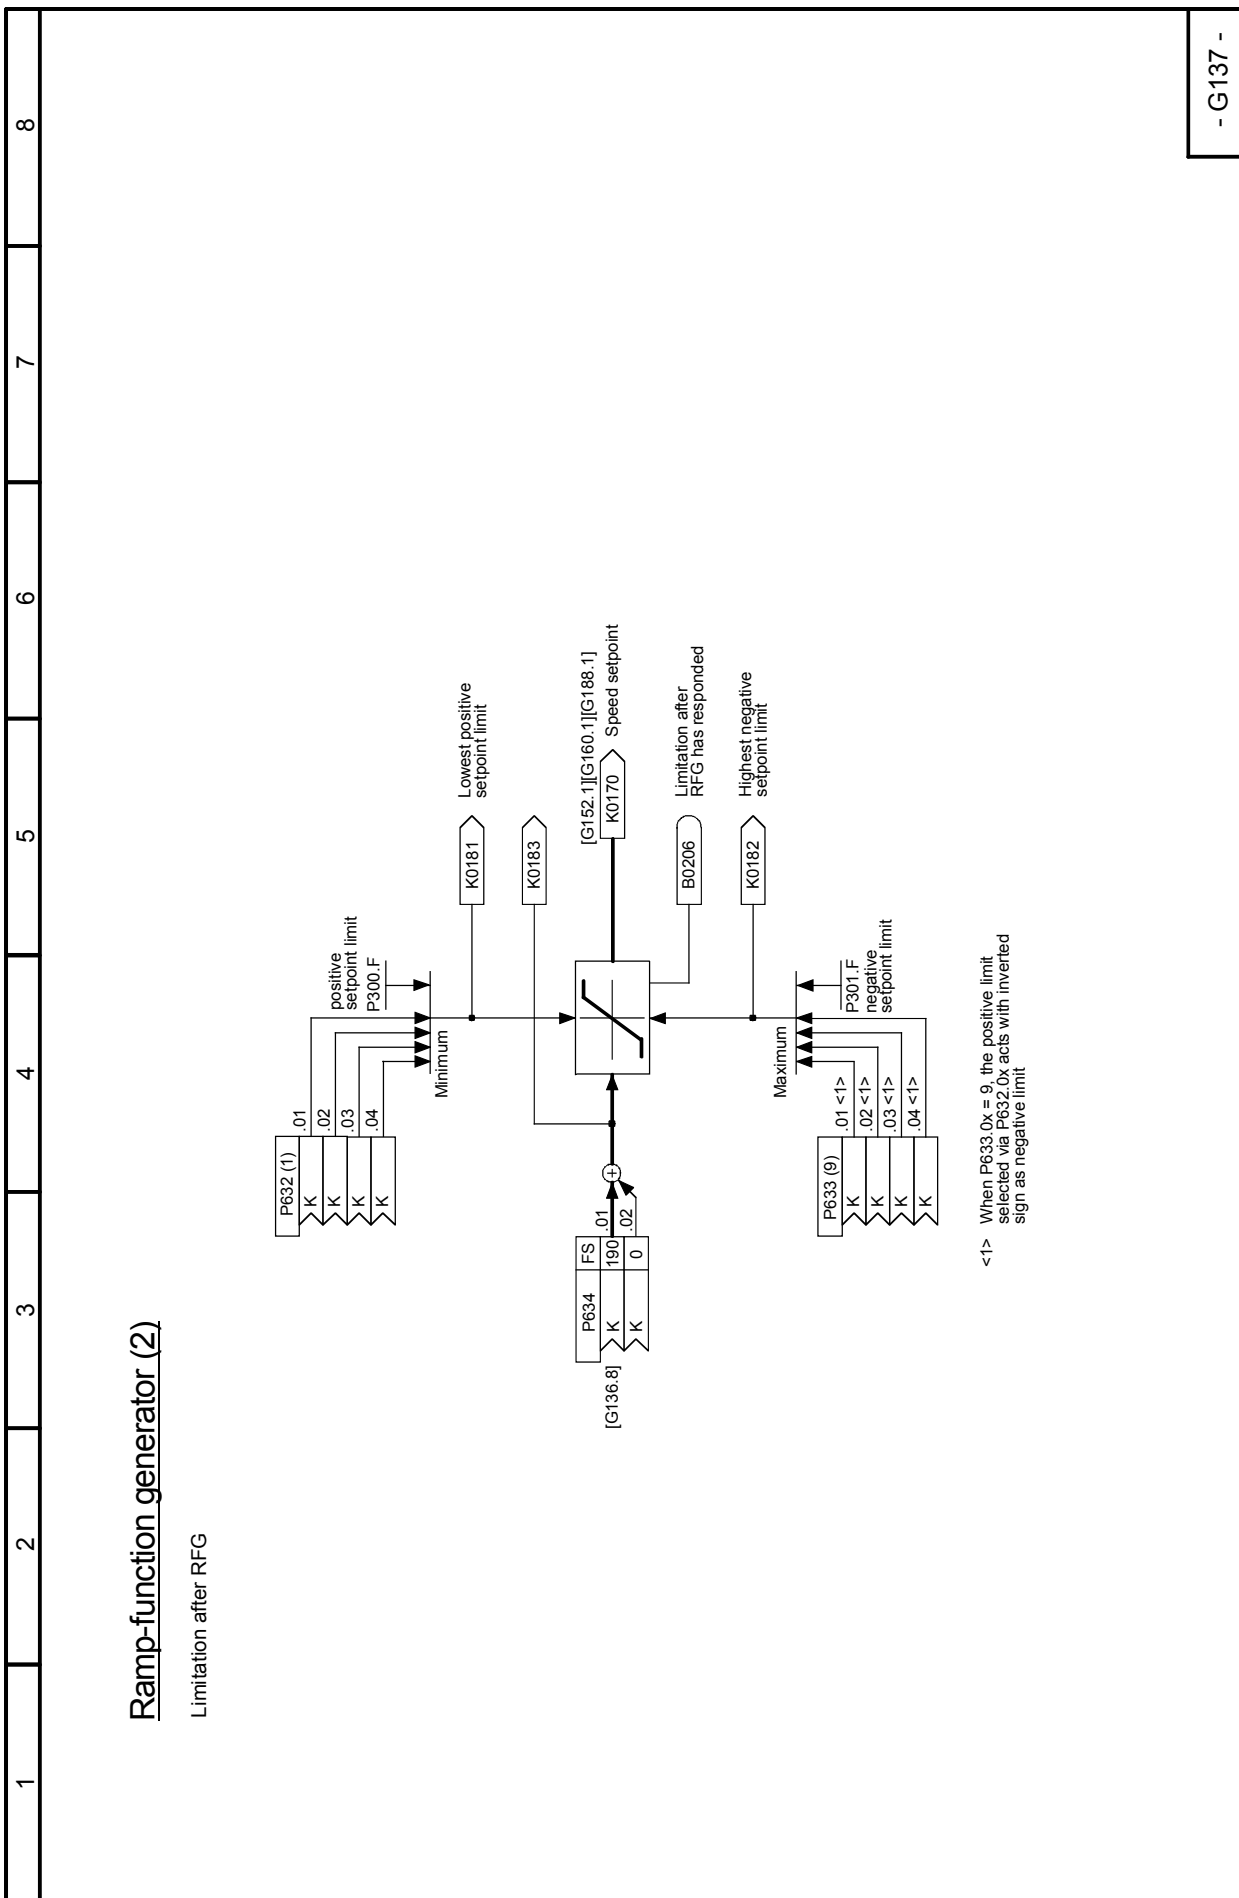 1 2 3 4 5 6 7 8
Ramp-function generator (2)
Limitation after RFG
P632 (1)
K .01
K .02
K .03
K .04
positive
setpoint limit
P300.F
Minimum
K0181
Lowest positive
setpoint limit
K0183
[G136.8]
P634 FS
K 190 .01
K 0 .02
+
[G152.1][G160.1][G188.1]
K0170 Speed setpoint
B0206
Limitation after
RFG has responded
K0182
Highest negative
setpoint limit
Maximum
P301.F
negative
setpoint limit
P633 (9)
K .01 <1>
K .02 <1>
K .03 <1>
K .04 <1>
<1> When P633.0x = 9, the positive limit
selected via P632.0x acts with inverted
sign as negative limit
- G137 -